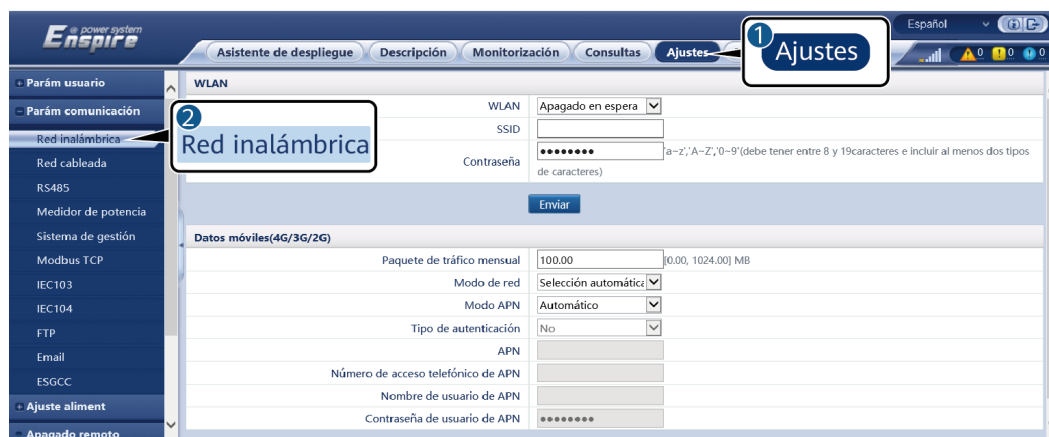 e power system
Enspire
Español
Asistente de despliegue
Descripción
Monitorización
Consultas
Ajustes
1
Ajustes
0
0
0
Parám usuario
Parám comunicación
Red inalámbrica
Red cableada
RS485
Medidor de potencia
Sistema de gestión
Modbus TCP
IEC103
IEC104
FTP
Email
ESGCC
Ajuste aliment
Apagado remoto
2
Red inalámbrica
WLAN
WLAN Apagado en espera
SSID
Contraseña ●●●●●●●● 'a~z','A~Z','0~9'(debe tener entre 8 y 19caracteres e incluir al menos dos tipos
de caracteres)
Enviar
Datos móviles(4G/3G/2G)
Paquete de tráfico mensual 100.00 [0.00, 1024.00] MB
Modo de red Selección automátic
Modo APN Automático
Tipo de autenticación No
APN
Número de acceso telefónico de APN
Nombre de usuario de APN
Contraseña de usuario de APN ●●●●●●●●